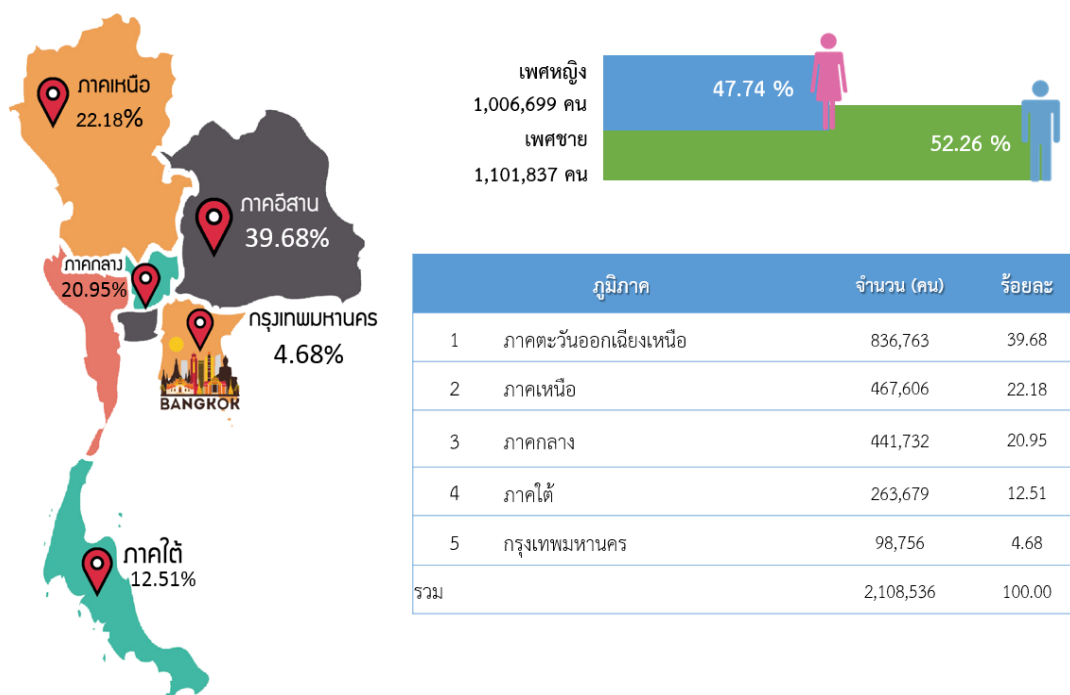 ภาคเหนือ
22.18%
ภาคอีสาน
39.68%
ภาคกลาง
20.95%
กรุงเทพมหานคร
4.68%
BANGKOK
ภาคใต้
12.51%
เพศหญิง
1,006,699 คน
47.74 %
เพศชาย
1,101,837 คน
52.26 %
ภูมิภาค จำนวน (คน) ร้อยละ
1 ภาคตะวันออกเฉียงเหนือ 836,763 39.68
2 ภาคเหนือ 467,606 22.18
3 ภาคกลาง 441,732 20.95
4 ภาคใต้ 263,679 12.51
5 กรุงเทพมหานคร 98,756 4.68
รวม 2,108,536 100.00